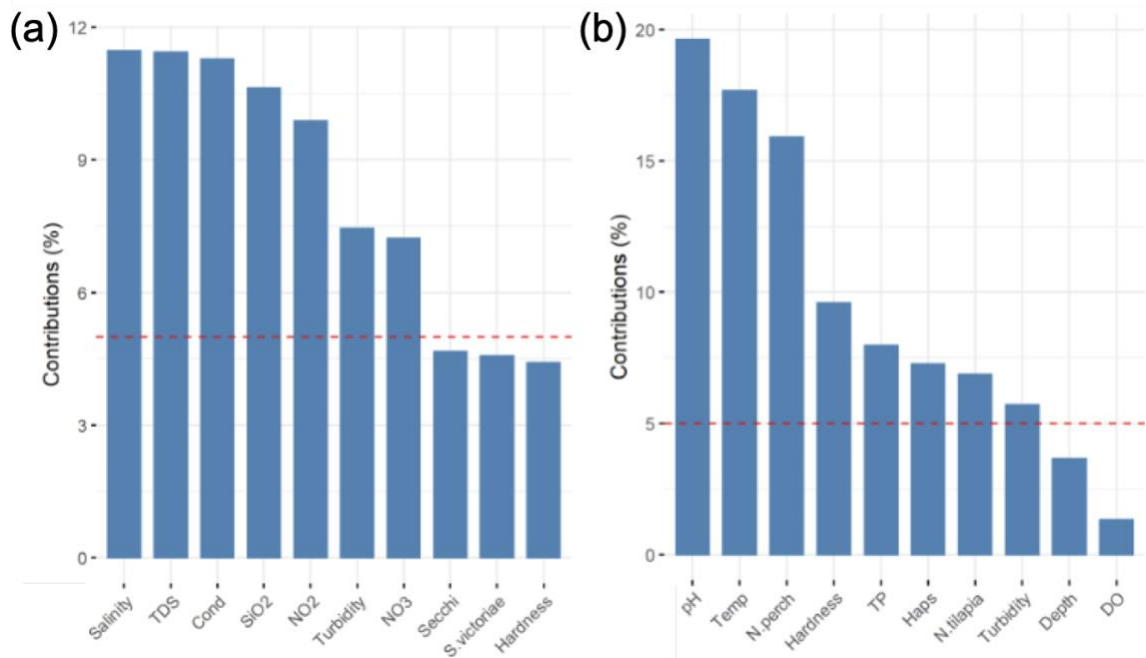 (a)
Contributions (%)
12
9
6
3
0
Salinity
TDS
Cond
SiO2
NO2
Turbidity
NO3
Secchi
S.victoriae
Hardness
(b)
Contributions (%)
20
15
10
5
0
pH
Temp
N.perch
Hardness
TP
Haps
N.tilapia
Turbidity
Depth
DO